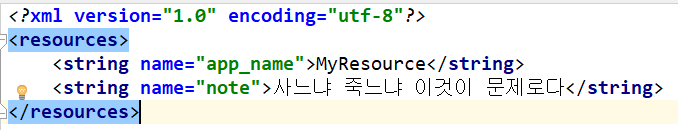 <?xml version="1.0" encoding="utf-8"?>
<resources>
    <string name="app_name">MyResource</string>
    <string name="note">사느냐 죽느냐 이것이 문제로다</string>
</resources>